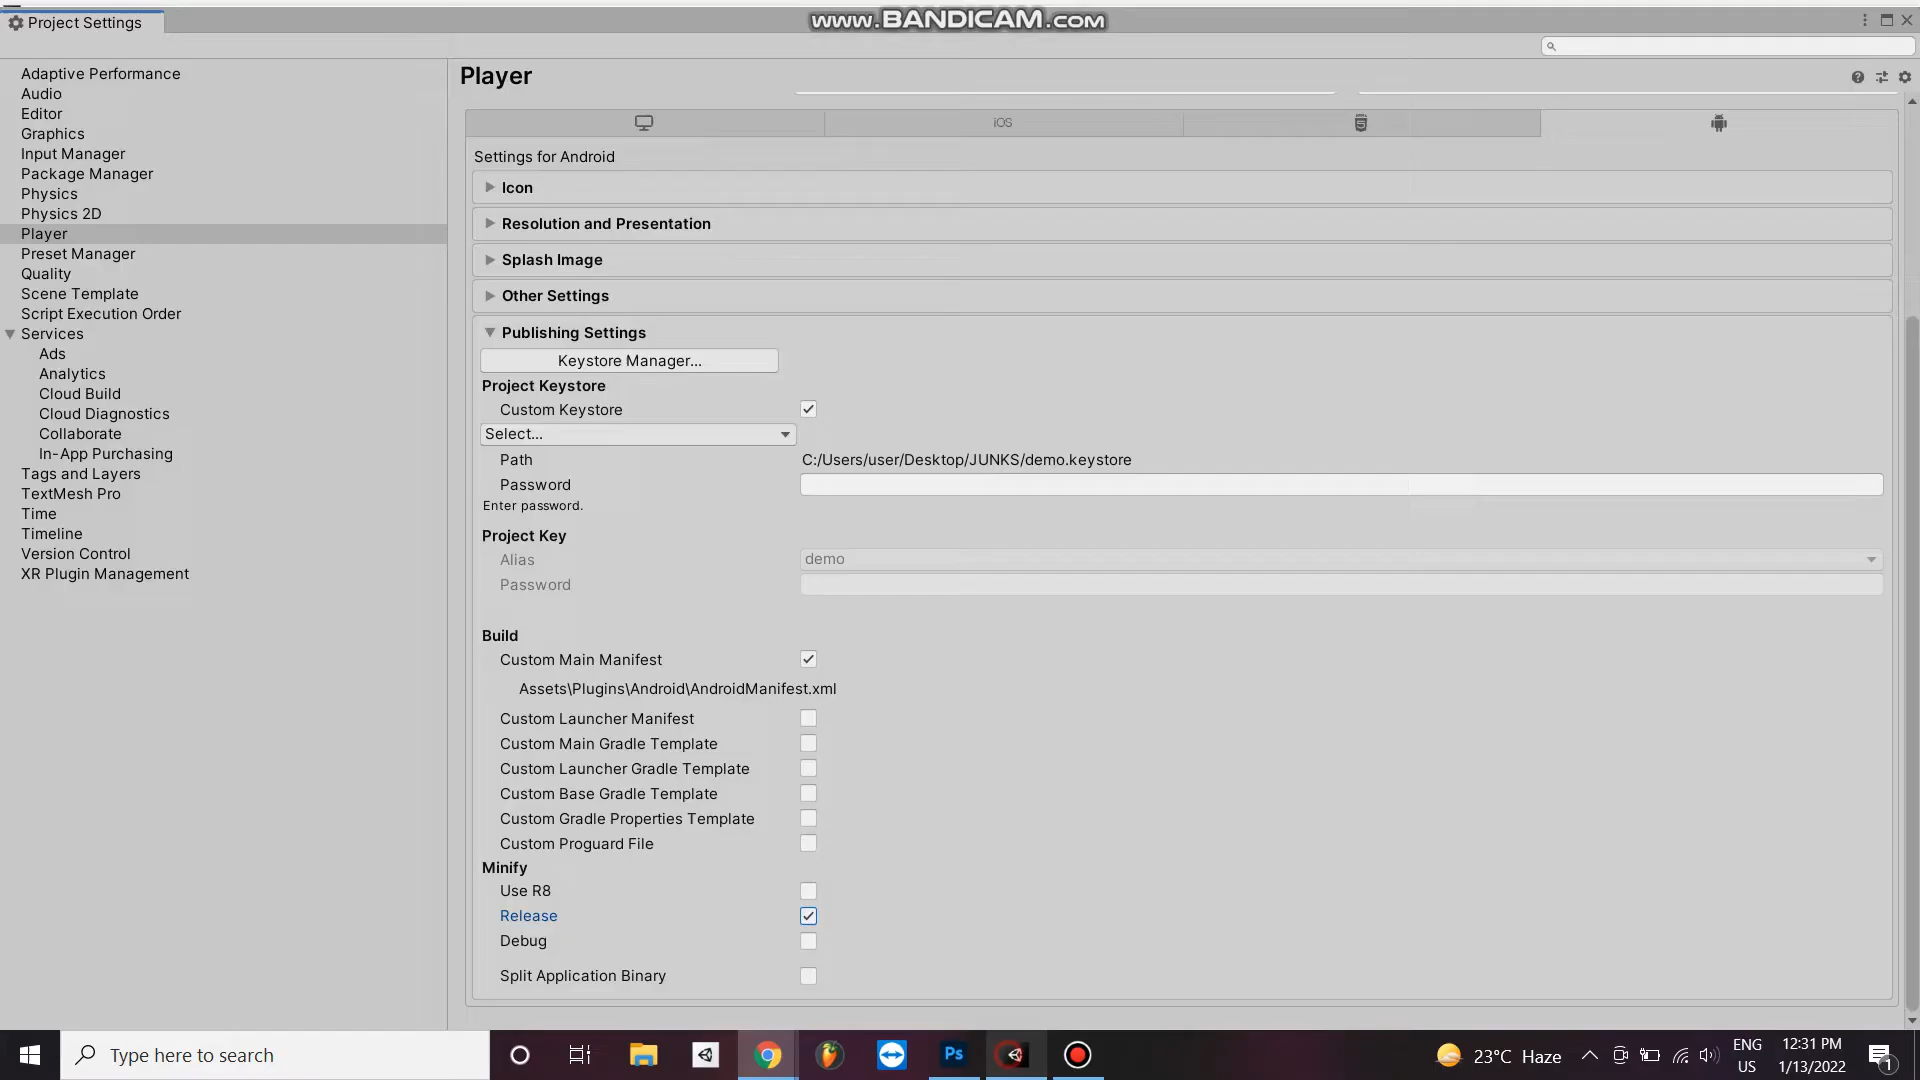 Project Settings
www.BANDICAM.com
Adaptive Performance
Audio
Editor
Graphics
Input Manager
Package Manager
Physics
Physics 2D
Player
Preset Manager
Quality
Scene Template
Script Execution Order
Services
Ads
Analytics
Cloud Build
Cloud Diagnostics
Collaborate
In-App Purchasing
Tags and Layers
TextMesh Pro
Time
Timeline
Version Control
XR Plugin Management
Player
iOS
Settings for Android
Icon
Resolution and Presentation
Splash Image
Other Settings
Publishing Settings
Keystore Manager...
Project Keystore
Custom Keystore
Select...
Path C:/Users/user/Desktop/JUNKS/demo.keystore
Password
Enter password.
Project Key
Alias demo
Password
Build
Custom Main Manifest
Assets\Plugins\Android\AndroidManifest.xml
Custom Launcher Manifest
Custom Main Gradle Template
Custom Launcher Gradle Template
Custom Base Gradle Template
Custom Gradle Properties Template
Custom Proguard File
Minify
Use R8
Release
Debug
Split Application Binary
Type here to search
Ps
23°C Haze
ENG
US
12:31 PM
1/13/2022
1